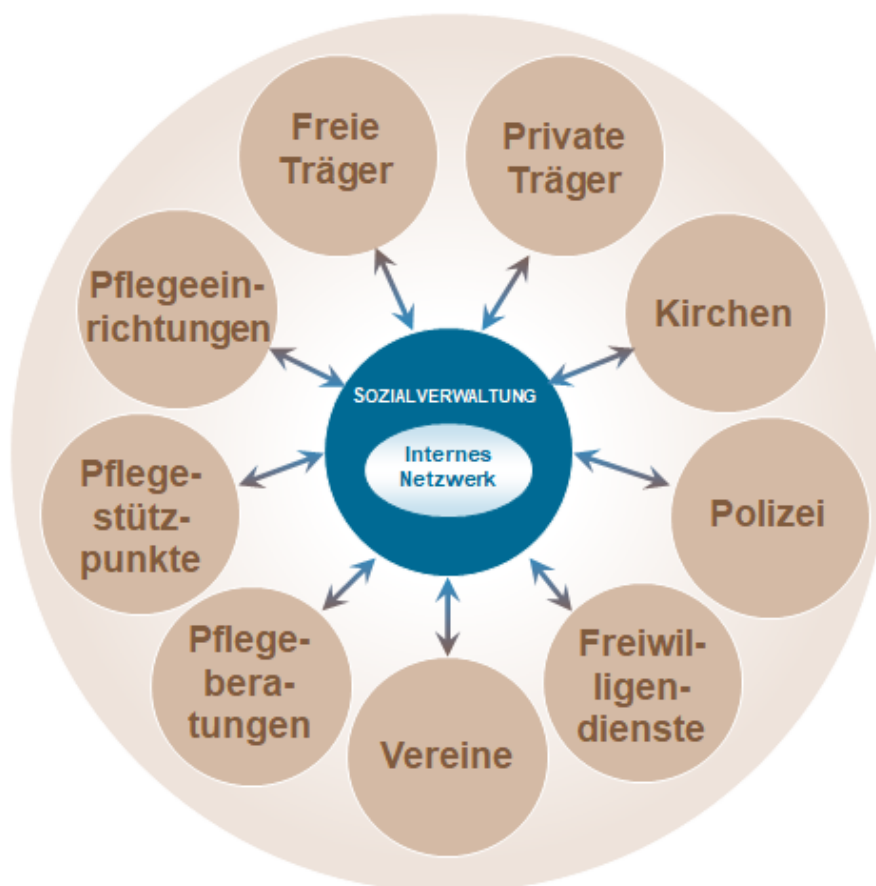 Freie
Träger
Private
Träger
Pflegeein-
richtungen
Kirchen
SOZIALVERWALTUNG
Internes
Netzwerk
Pflege-
stütz-
punkte
Polizei
Pflege-
bera-
tungen
Freiwil-
ligen-
dienste
Vereine